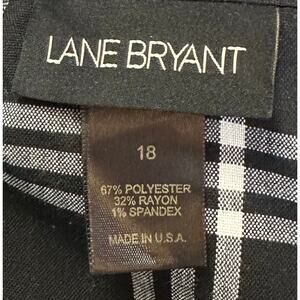 LANE BRYANT
18
67% POLYESTER
32% RAYON
1% SPANDEX
MADE IN U.S.A.